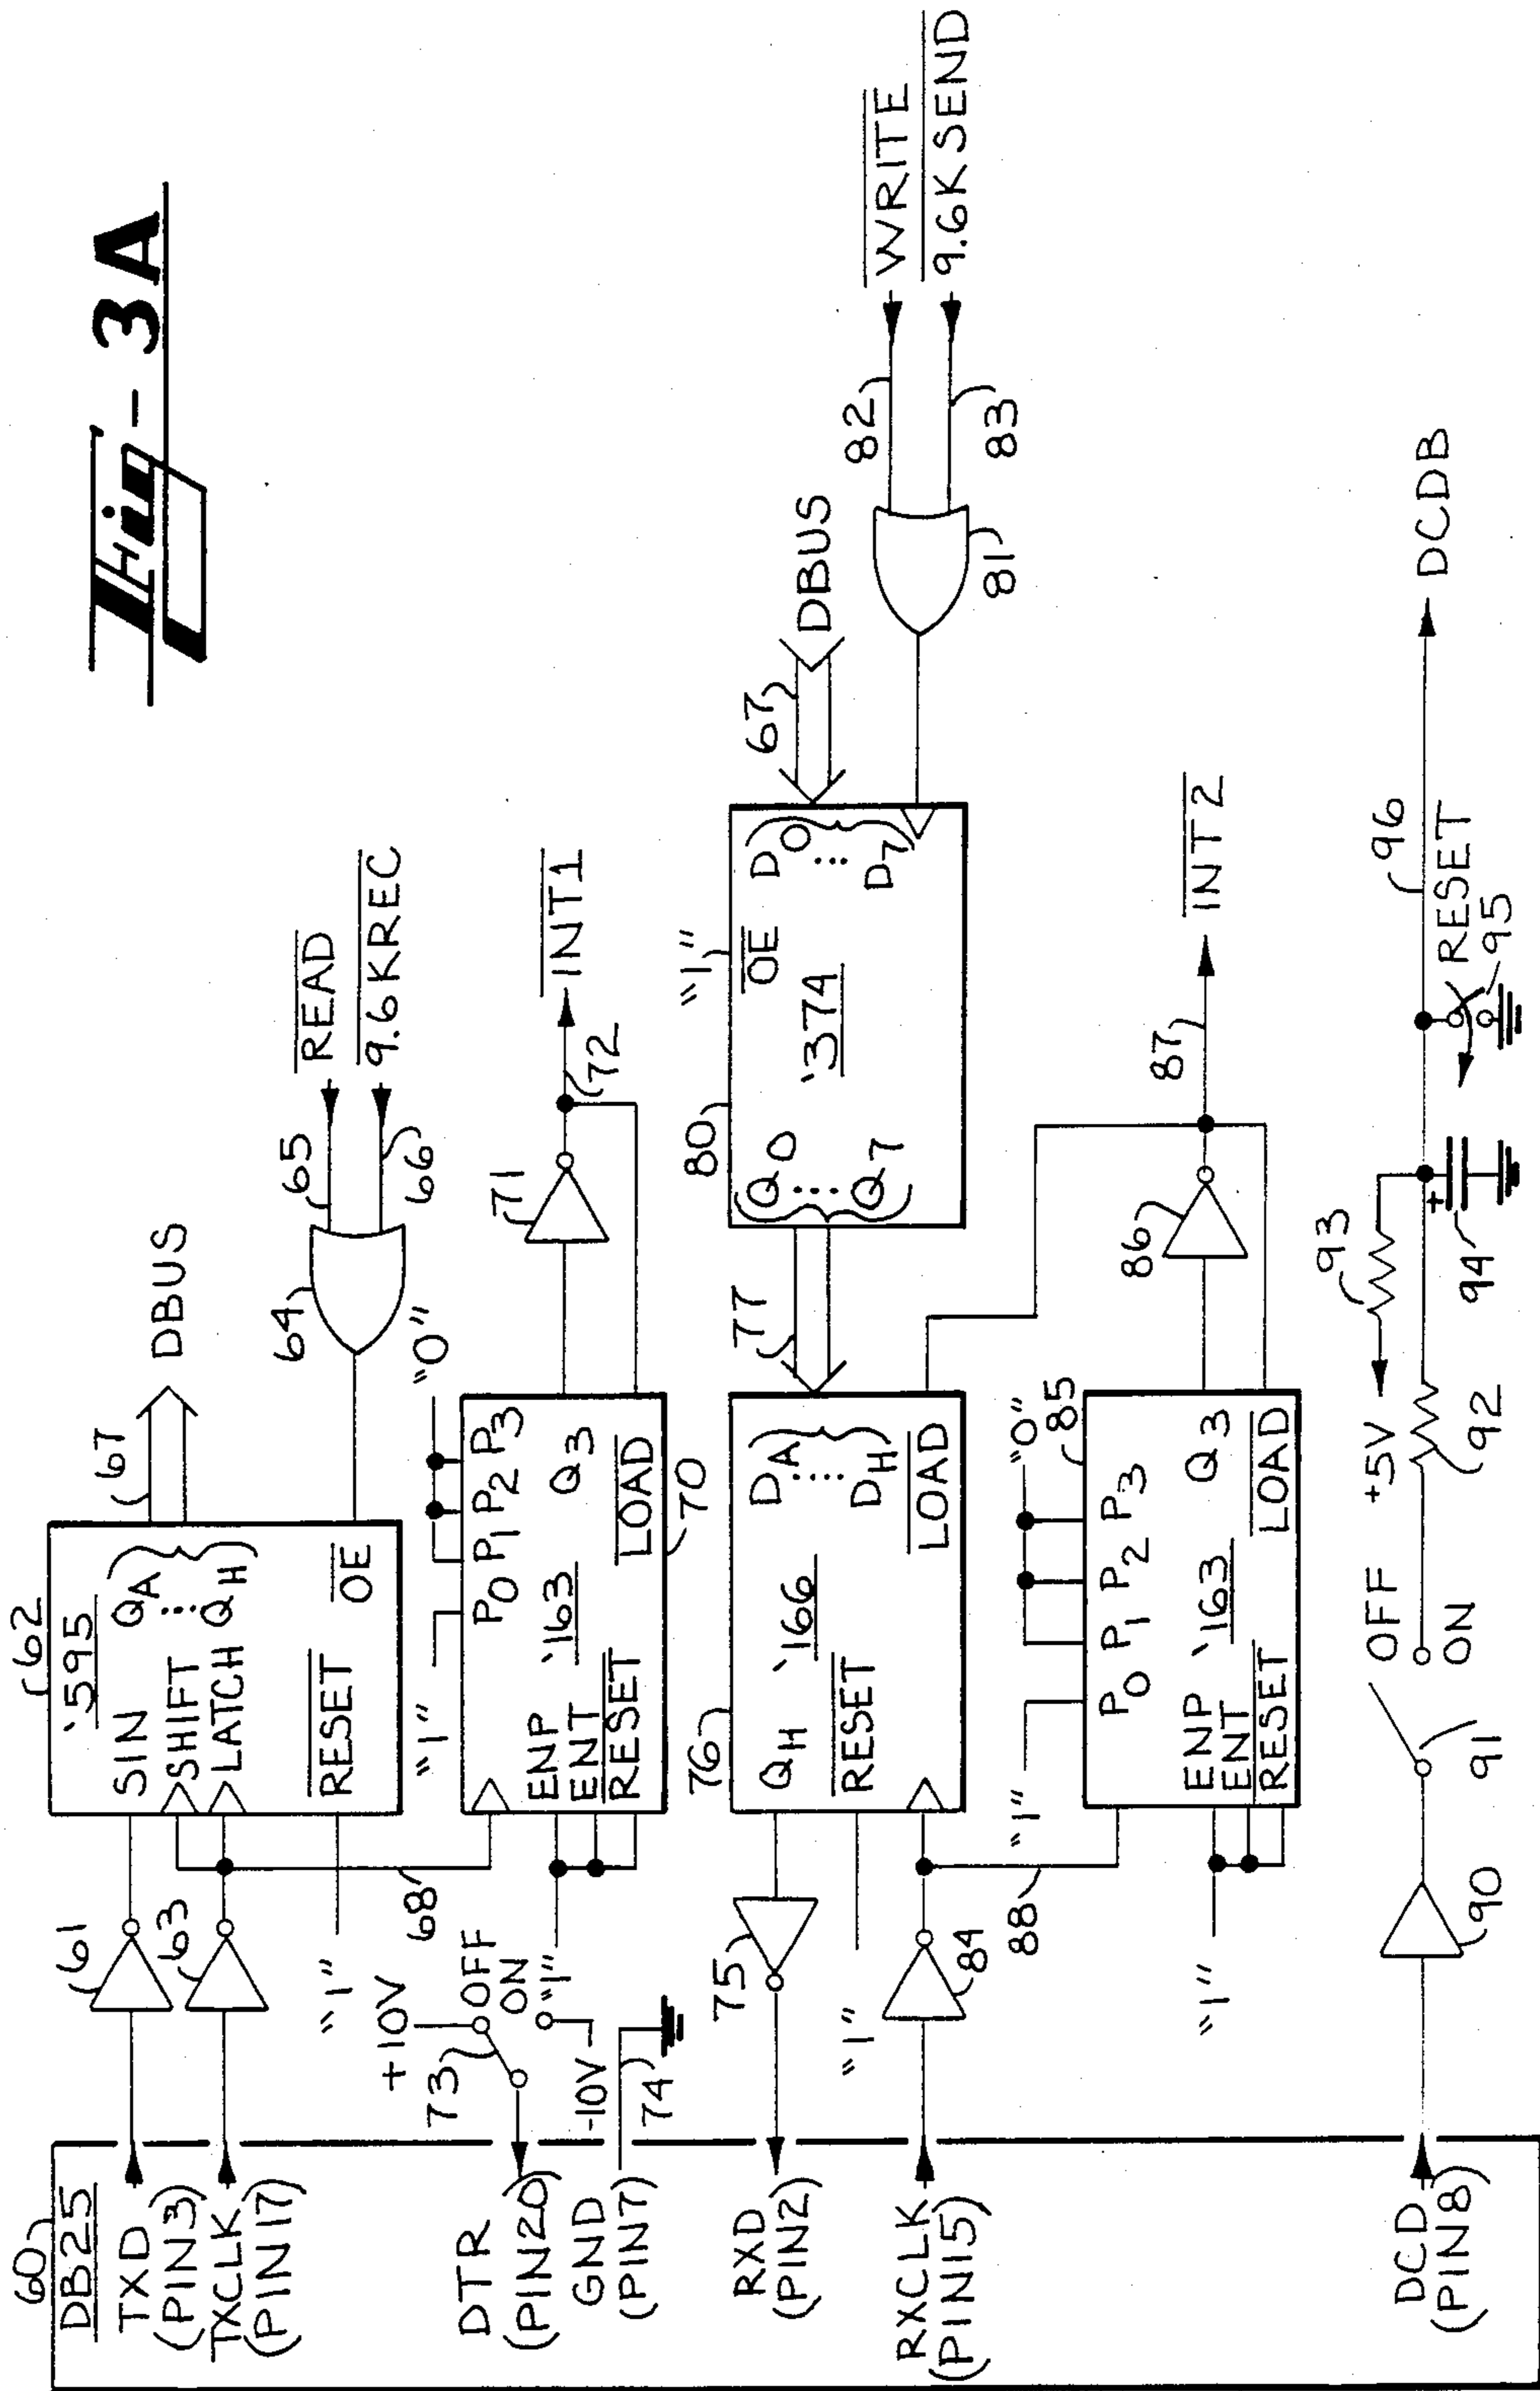 Fig-3A
60
DB25
TXD
(PIN3)
TXCLK
(PIN17)
DTR
(PIN20)
GND
(PIN7)
RXD
(PIN2)
RXCLK
(PIN15)
DCD
(PIN8)
61
63
"1"
68
62
'595
SIN
SHIFT
LATCH
QA
QH
RESET
OE
67
DBUS
64
65
66
READ
9.6KREC
+10V
73
OFF
ON
-10V
74
"1"
"1"
"0"
P0 P1 P2 P3
ENP
ENT
RESET
'163
Q3
LOAD
70
71
72
INT1
75
"1"
84
88
76
QH
'166
RESET
DA
DH
LOAD
77
80
Q0
Q7
'374
OE
"1"
D0
D7
67
DBUS
81
82
83
WRITE
9.6KSEND
"1"
"1"
"0"
85
P0 P1 P2 P3
ENP
ENT
RESET
'163
Q3
LOAD
86
87
INT2
90
91
OFF
ON
+5V
92
93
+
94
95
RESET
96
DCDB